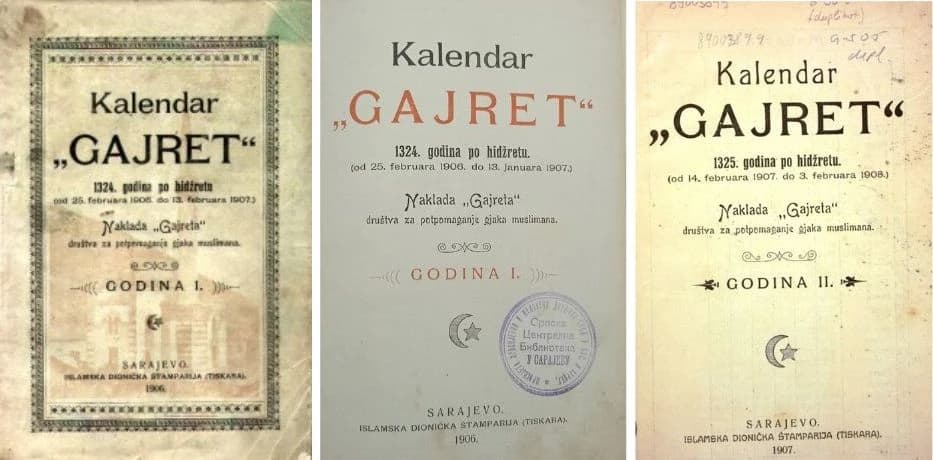 Kalendar
„GAJRET“
1324. godina po hidžretu
(od 25. februara 1906. do 13. februara 1907.)
Naklada „Gajreta“
društva za potpomaganje gjaka muslimana.
GODINA I.
SARAJEVO.
ISLAMSKA DIONIČKA ŠTAMPARIJA (TISKARA).
1906.
Kalendar
„GAJRET“
1324. godina po hidžretu.
(od 25. februara 1906. do 13. januara 1907.)
Naklada „Gajreta“
društva za potpomaganje gjaka muslimana.
GODINA I.
Српска
Централна
Библиотека
У САРАЈЕВУ
SARAJEVO.
ISLAMSKA DIONIČKA ŠTAMPARIJA (TISKARA).
1906.
(duplikat)
depl.
Kalendar
„GAJRET“
1325. godina po hidžretu.
(od 14. februara 1907. do 3. februara 1908.)
Naklada „Gajreta“
društva za potpomaganje gjaka muslimana.
GODINA II.
SARAJEVO.
ISLAMSKA DIONIČKA ŠTAMPARIJA (TISKARA).
1907.